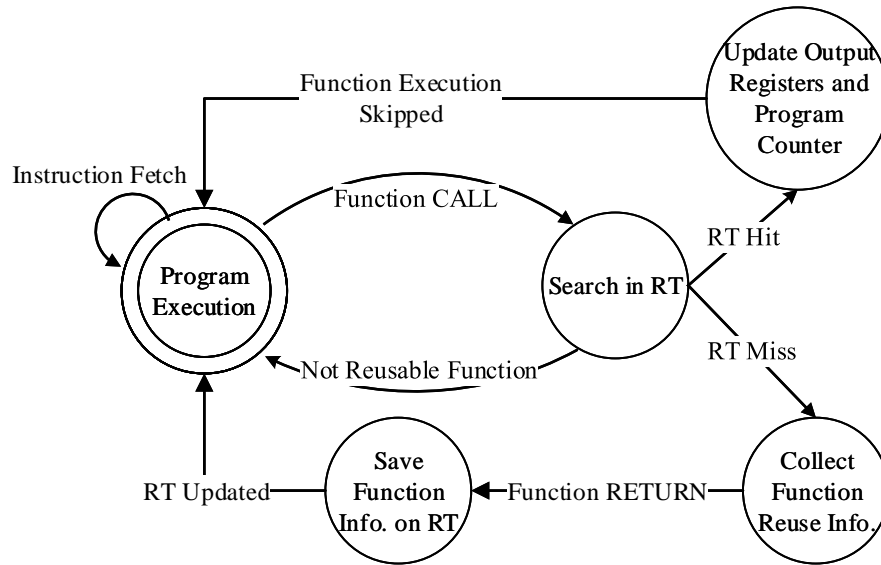 Update Output
Registers and
Program
Counter
Function Execution
Skipped
Instruction Fetch
Function CALL
RT Hit
Program
Execution
Search in RT
RT Miss
Not Reusable Function
Save
Function
Info. on RT
Collect
Function
Reuse Info.
RT Updated
Function RETURN